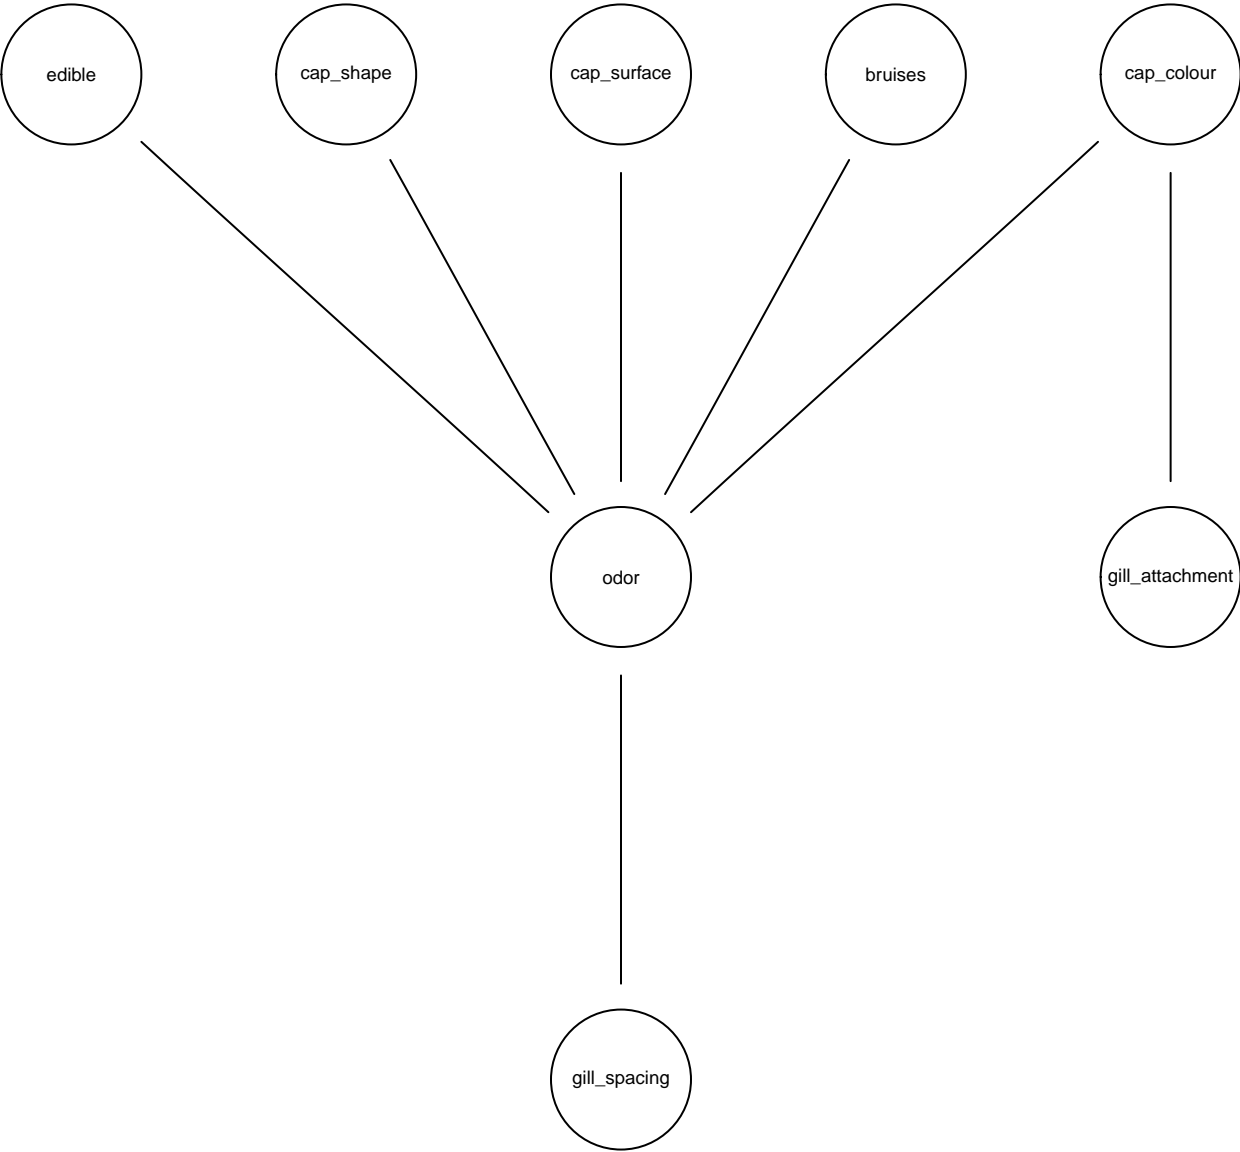 edible
cap_shape
cap_surface
bruises
cap_colour
odor
gill_attachment
gill_spacing